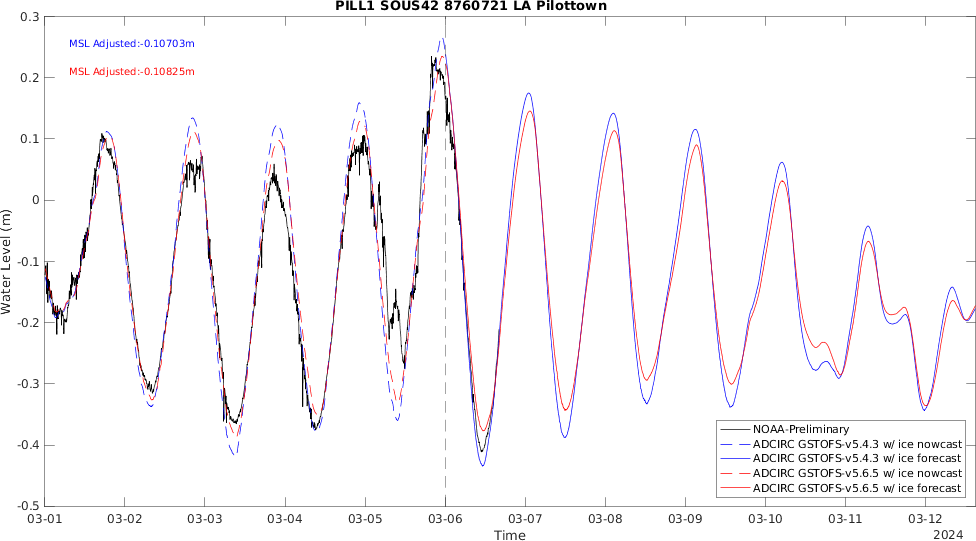 PILL1 SOUS42 8760721 LA Pilottown
MSL Adjusted:-0.10703m
MSL Adjusted:-0.10825m
0.3
0.2
0.1
0
-0.1
-0.2
-0.3
-0.4
-0.5
Water Level (m)
NOAA-Preliminary
ADCIRC GSTOFS-v5.4.3 w/ ice nowcast
ADCIRC GSTOFS-v5.4.3 w/ ice forecast
ADCIRC GSTOFS-v5.6.5 w/ ice nowcast
ADCIRC GSTOFS-v5.6.5 w/ ice forecast
03-01 03-02 03-03 03-04 03-05 03-06 03-07 03-08 03-09 03-10 03-11 03-12
Time
2024